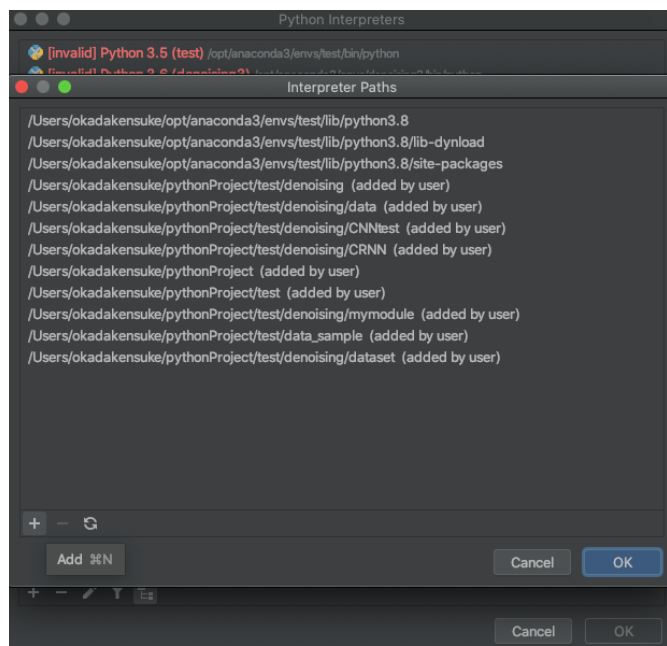 Python Interpreters
[invalid] Python 3.5 (test) /opt/anaconda3/envs/test/bin/python
[invalid] Python 3.6 (denoising2)
Interpreter Paths
/Users/okadakensuke/opt/anaconda3/envs/test/lib/python3.8
/Users/okadakensuke/opt/anaconda3/envs/test/lib/python3.8/lib-dynload
/Users/okadakensuke/opt/anaconda3/envs/test/lib/python3.8/site-packages
/Users/okadakensuke/pythonProject/test/denoising (added by user)
/Users/okadakensuke/pythonProject/test/denoising/data (added by user)
/Users/okadakensuke/pythonProject/test/denoising/CNNtest (added by user)
/Users/okadakensuke/pythonProject/test/denoising/CRNN (added by user)
/Users/okadakensuke/pythonProject (added by user)
/Users/okadakensuke/pythonProject/test (added by user)
/Users/okadakensuke/pythonProject/test/denoising/mymodule (added by user)
/Users/okadakensuke/pythonProject/test/data_sample (added by user)
/Users/okadakensuke/pythonProject/test/denoising/dataset (added by user)
Add ⌘N
Cancel OK
Cancel OK